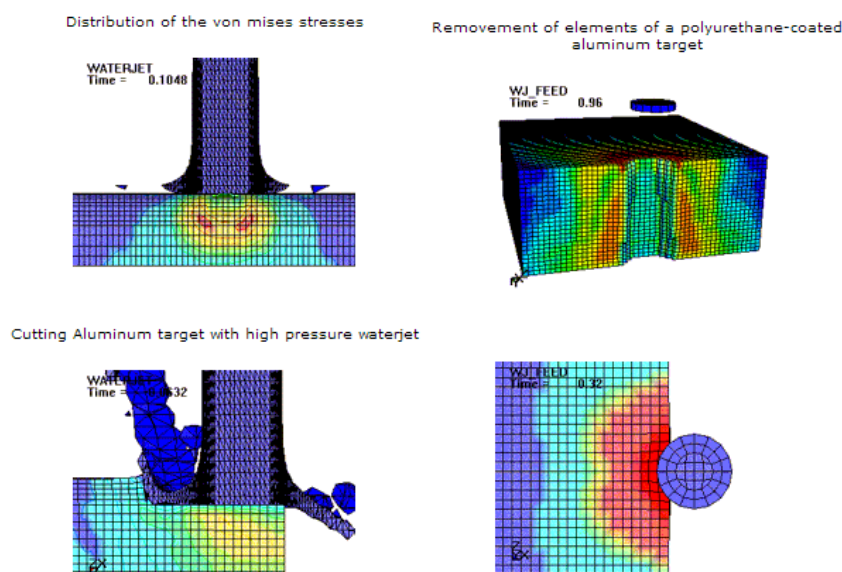 Distribution of the von mises stresses
Removement of elements of a polyurethane-coated
aluminum target
WATERJET
Time = 0.1048
WJ_FEED
Time = 0.96
Cutting Aluminum target with high pressure waterjet
Time =
WJ_FEED
Time = 0.32